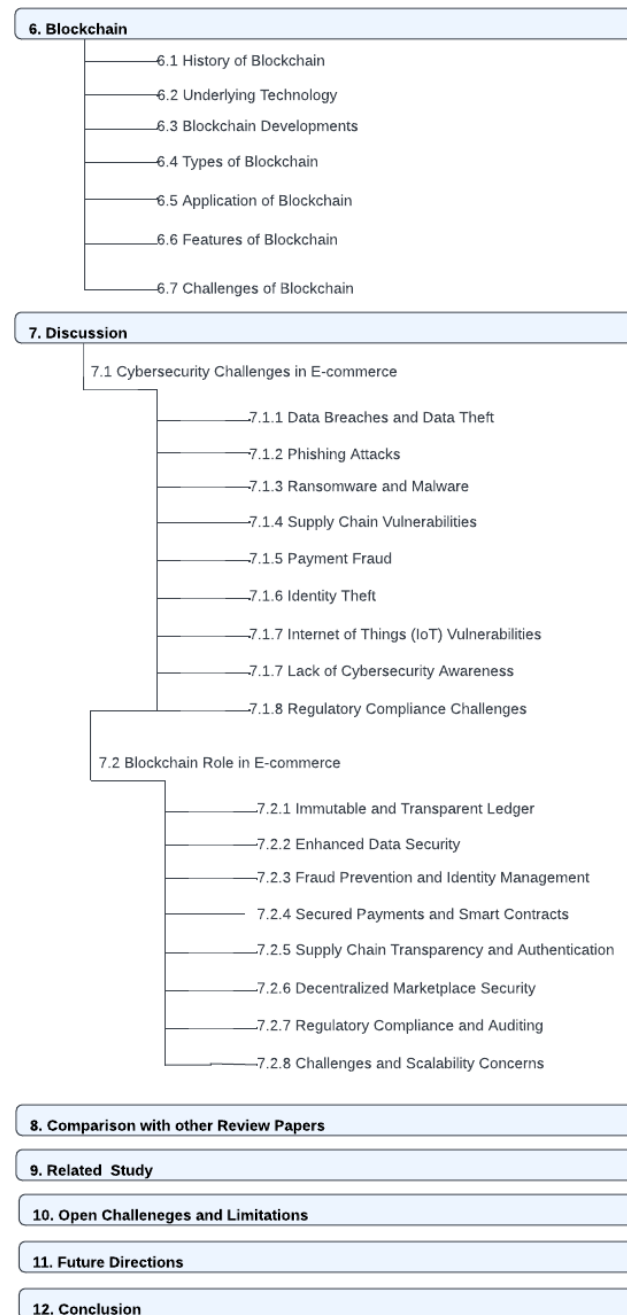 6. Blockchain
6.1 History of Blockchain
6.2 Underlying Technology
6.3 Blockchain Developments
6.4 Types of Blockchain
6.5 Application of Blockchain
6.6 Features of Blockchain
6.7 Challenges of Blockchain
7. Discussion
7.1 Cybersecurity Challenges in E-commerce
7.1.1 Data Breaches and Data Theft
7.1.2 Phishing Attacks
7.1.3 Ransomware and Malware
7.1.4 Supply Chain Vulnerabilities
7.1.5 Payment Fraud
7.1.6 Identity Theft
7.1.7 Internet of Things (IoT) Vulnerabilities
7.1.7 Lack of Cybersecurity Awareness
7.1.8 Regulatory Compliance Challenges
7.2 Blockchain Role in E-commerce
7.2.1 Immutable and Transparent Ledger
7.2.2 Enhanced Data Security
7.2.3 Fraud Prevention and Identity Management
7.2.4 Secured Payments and Smart Contracts
7.2.5 Supply Chain Transparency and Authentication
7.2.6 Decentralized Marketplace Security
7.2.7 Regulatory Compliance and Auditing
7.2.8 Challenges and Scalability Concerns
8. Comparison with other Review Papers
9. Related Study
10. Open Challeneges and Limitations
11. Future Directions
12. Conclusion